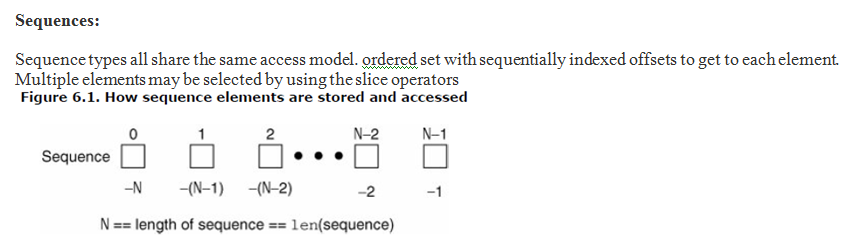 Sequences:
Sequence types all share the same access model. ordered set with sequentially indexed offsets to get to each element.
Multiple elements may be selected by using the slice operators
Figure 6.1. How sequence elements are stored and accessed
0 1 2 N–2 N–1
Sequence
–N –(N–1) –(N–2) –2 –1
N == length of sequence == len(sequence)